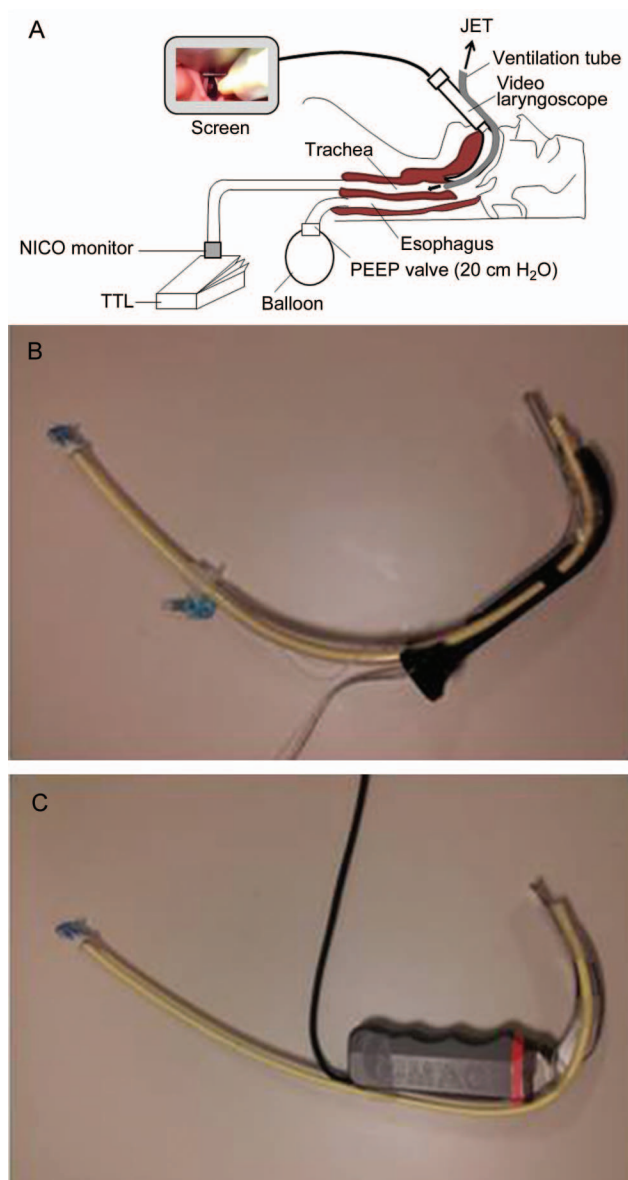 A
JET
Ventilation tube
Video
laryngoscope
Screen
Trachea
NICO monitor
Esophagus
PEEP valve (20 cm H₂O)
TTL
Balloon
B
C
MAC